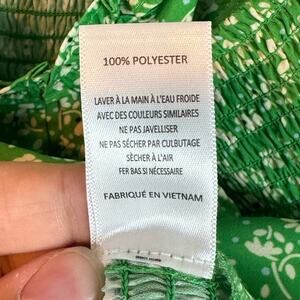 100% POLYESTER
LAVER À LA MAIN À L'EAU FROIDE
AVEC DES COULEURS SIMILAIRES
NE PAS JAVELLISER
NE PAS SÉCHER PAR CULBUTAGE
SÈCHER À L'AIR
FER BAS SI NÉCESSAIRE
FABRIQUÉ EN VIETNAM